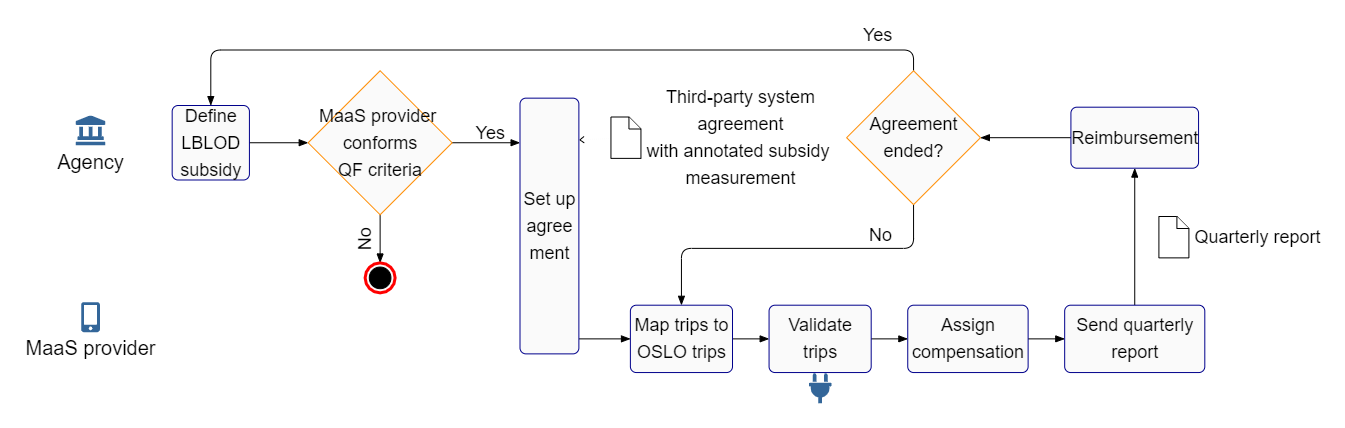 Yes
Agency
Define
LBLOD
subsidy
MaaS provider
conforms
QF criteria
Yes
No
Set up
agree
ment
Third-party system
agreement
with annotated subsidy
measurement
Agreement
ended?
No
Reimbursement
Quarterly report
MaaS provider
Map trips to
OSLO trips
Validate
trips
Assign
compensation
Send quarterly
report